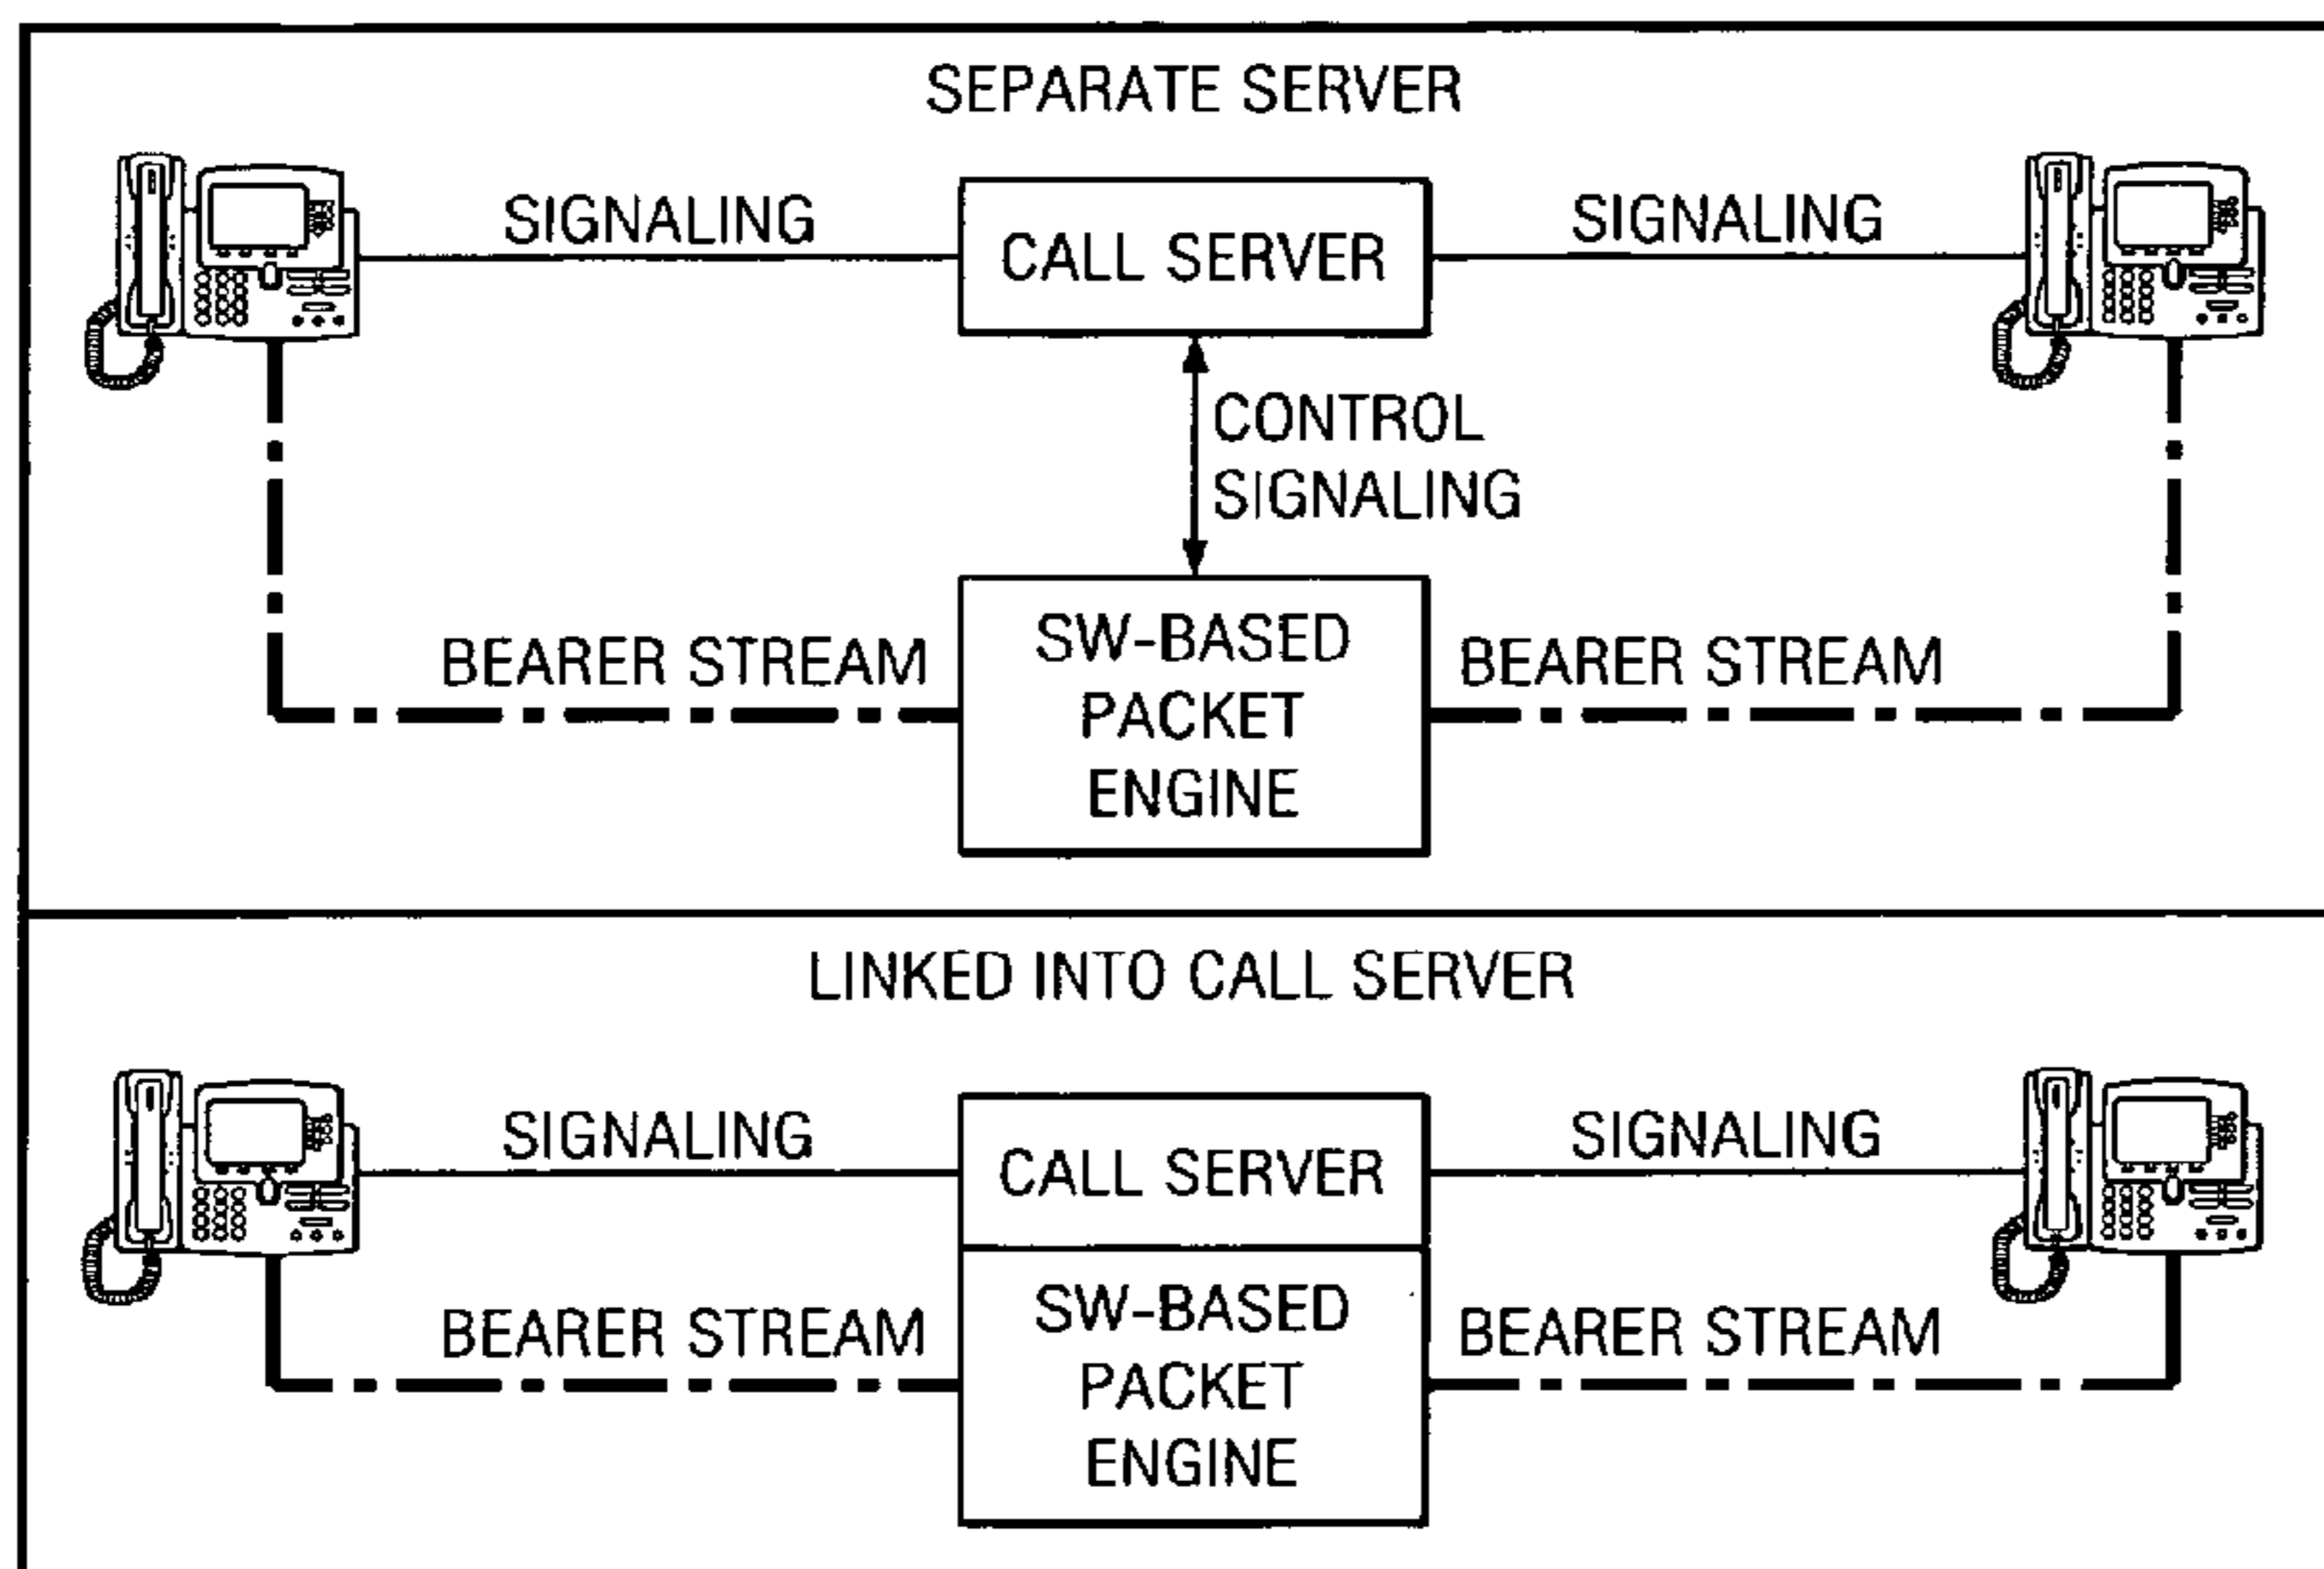 SEPARATE SERVER
SIGNALING
CALL SERVER
SIGNALING
CONTROL
SIGNALING
BEARER STREAM
SW-BASED
PACKET
ENGINE
BEARER STREAM
LINKED INTO CALL SERVER
SIGNALING
CALL SERVER
SIGNALING
BEARER STREAM
SW-BASED
PACKET
ENGINE
BEARER STREAM